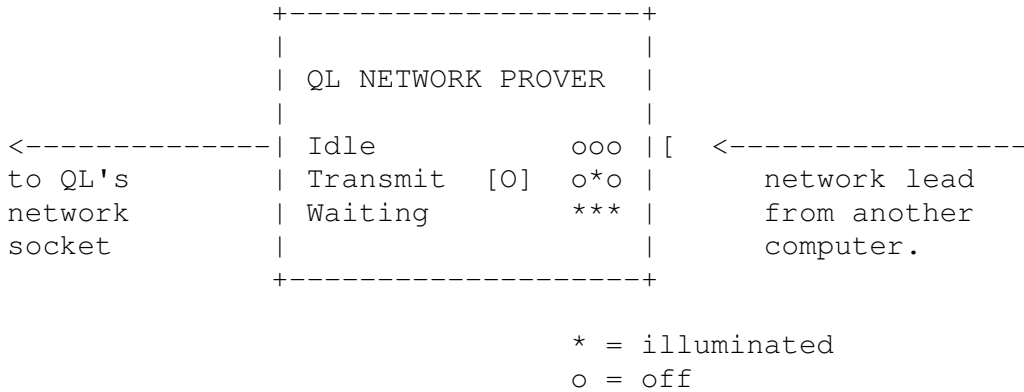 +--------------------+
|                    |
| QL NETWORK PROVER  |
|                    |
<--------------| Idle           ooo |[  <-----------------
to QL's        | Transmit  [O]  o*o |      network lead
network        | Waiting        *** |      from another
socket         |                    |      computer.
+--------------------+
* = illuminated
o = off